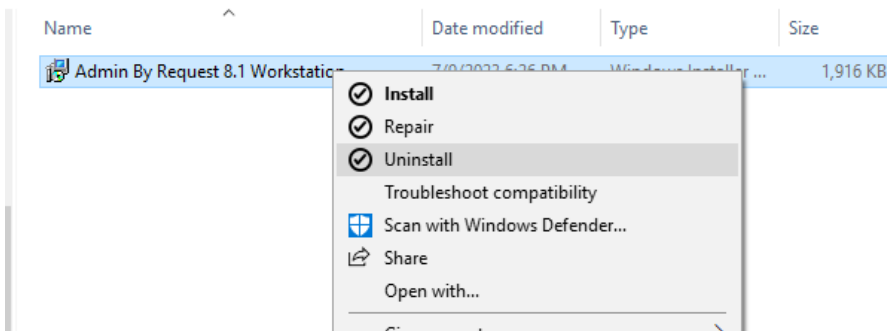 Name Date modified Type Size
Admin By Request 8.1 Workstation 1,916 KB
Install
Repair
Uninstall
Troubleshoot compatibility
Scan with Windows Defender...
Share
Open with...